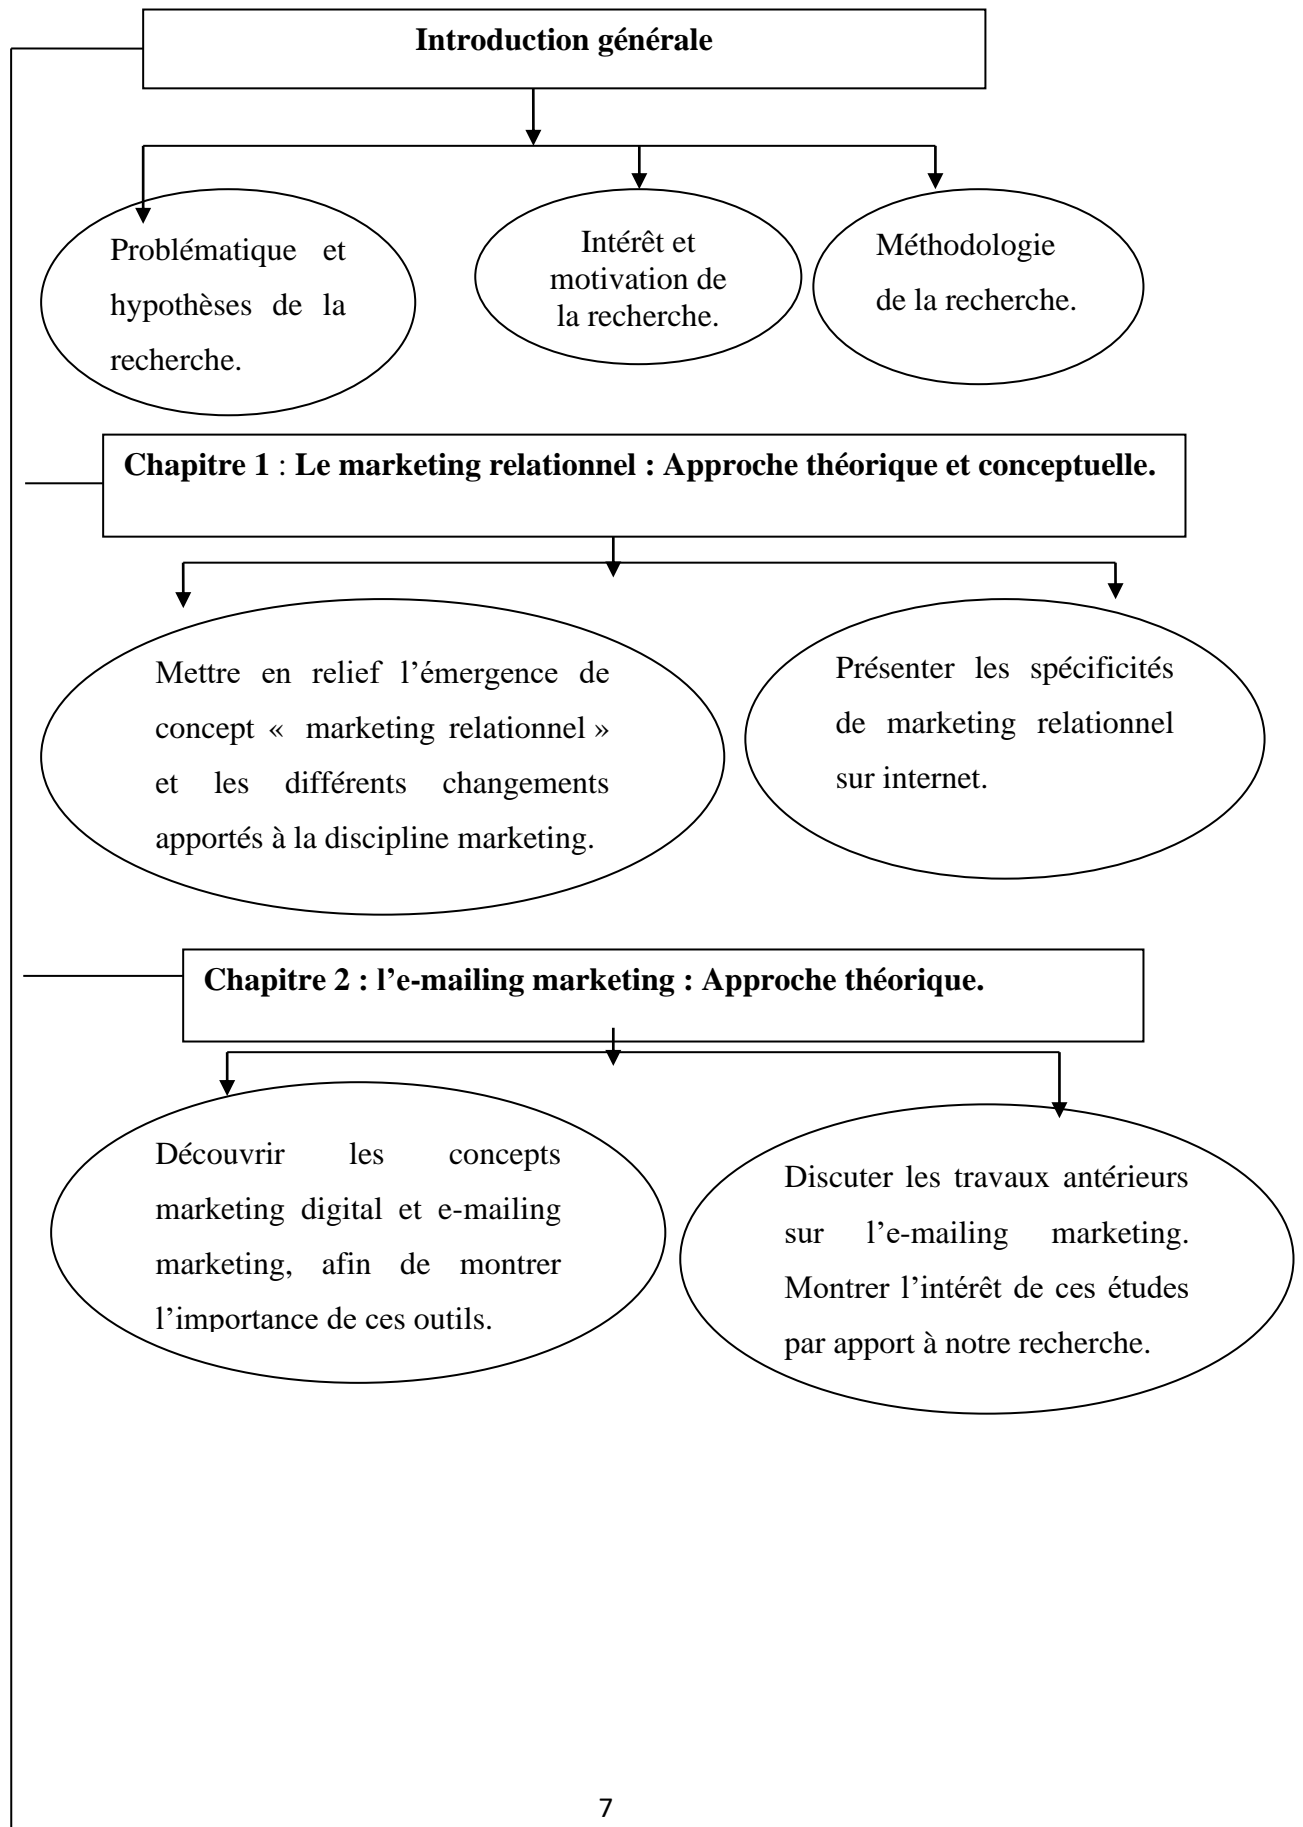 Introduction générale
Problématique et
hypothèses de la
recherche.
Intérêt et
motivation de
la recherche.
Méthodologie
de la recherche.
Chapitre 1 : Le marketing relationnel : Approche théorique et conceptuelle.
Mettre en relief l’émergence de
concept « marketing relationnel »
et les différents changements
apportés à la discipline marketing.
Présenter les spécificités
de marketing relationnel
sur internet.
Chapitre 2 : l’e-mailing marketing : Approche théorique.
Découvrir les concepts
marketing digital et e-mailing
marketing, afin de montrer
l’importance de ces outils.
Discuter les travaux antérieurs
sur l’e-mailing marketing.
Montrer l’intérêt de ces études
par apport à notre recherche.
7